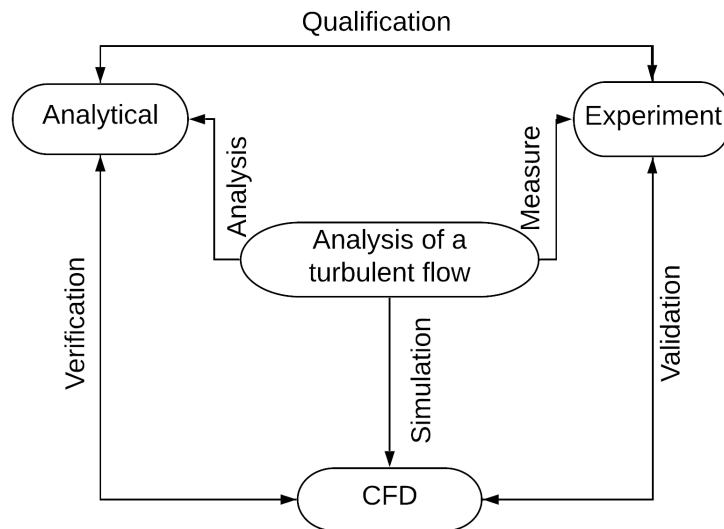 Qualification
Analytical
Experiment
Analysis
Measure
Analysis of a
turbulent flow
Verification
Simulation
Validation
CFD